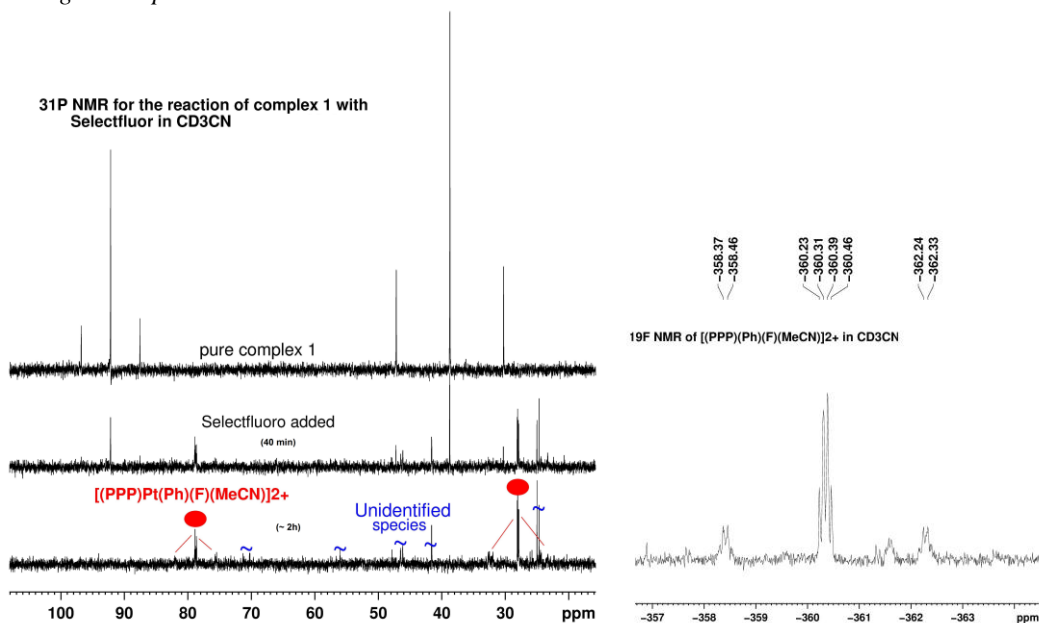 31P NMR for the reaction of complex 1 with
Selectfluor in CD3CN
pure complex 1
Selectfluoro added
(40 min)
[(PPP)Pt(Ph)(F)(MeCN)]2+
(~ 2h)
Unidentified
species
~ ~ ~ ~ ~
100 90 80 70 60 50 40 30 ppm
−358.37
−358.46
−360.23
−360.31
−360.39
−360.46
−362.24
−362.33
19F NMR of [(PPP)(Ph)(F)(MeCN)]2+ in CD3CN
−357 −358 −359 −360 −361 −362 −363 ppm